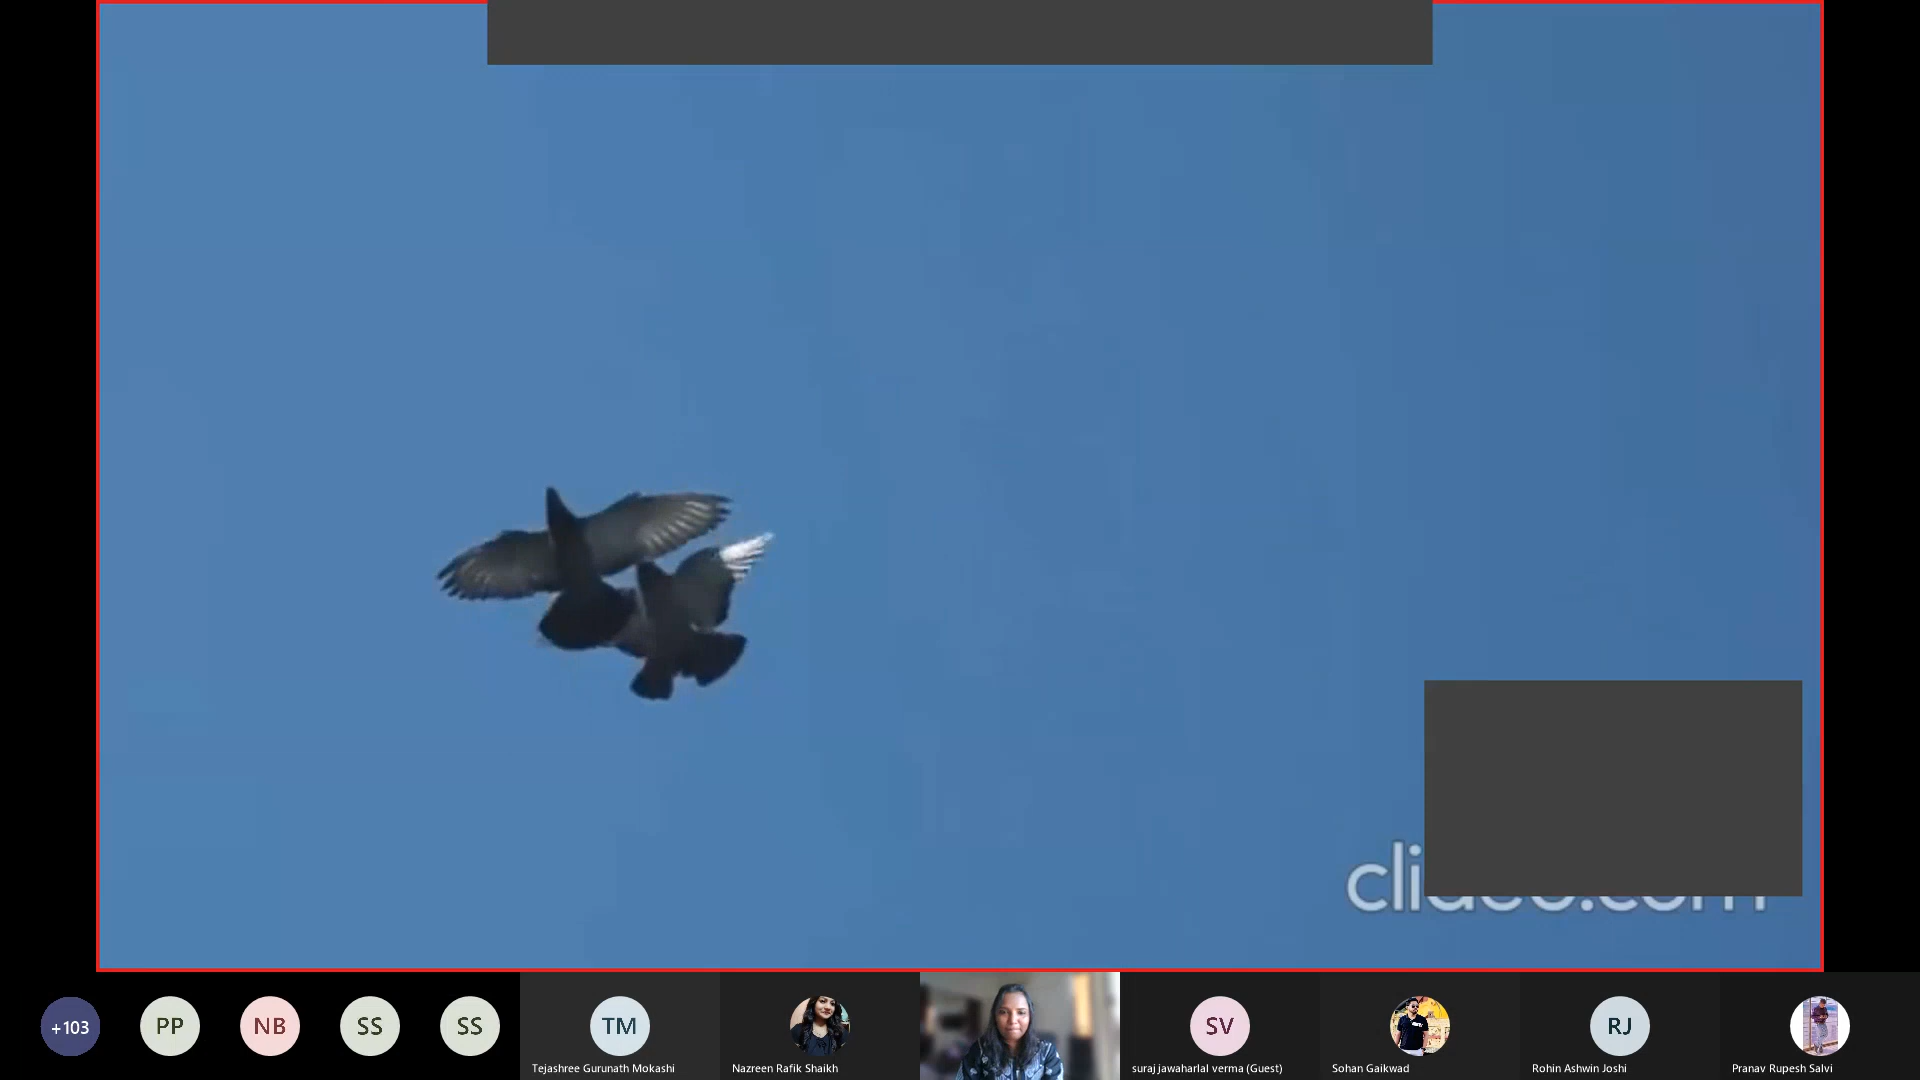 +103
PP
NB
SS
SS
TM
SV
RJ
Tejashree Gurunath Mokashi
Nazreen Rafik Shaikh
suraj jawaharlal verma (Guest)
Sohan Gaikwad
Rohin Ashwin Joshi
Pranav Rupesh Salvi